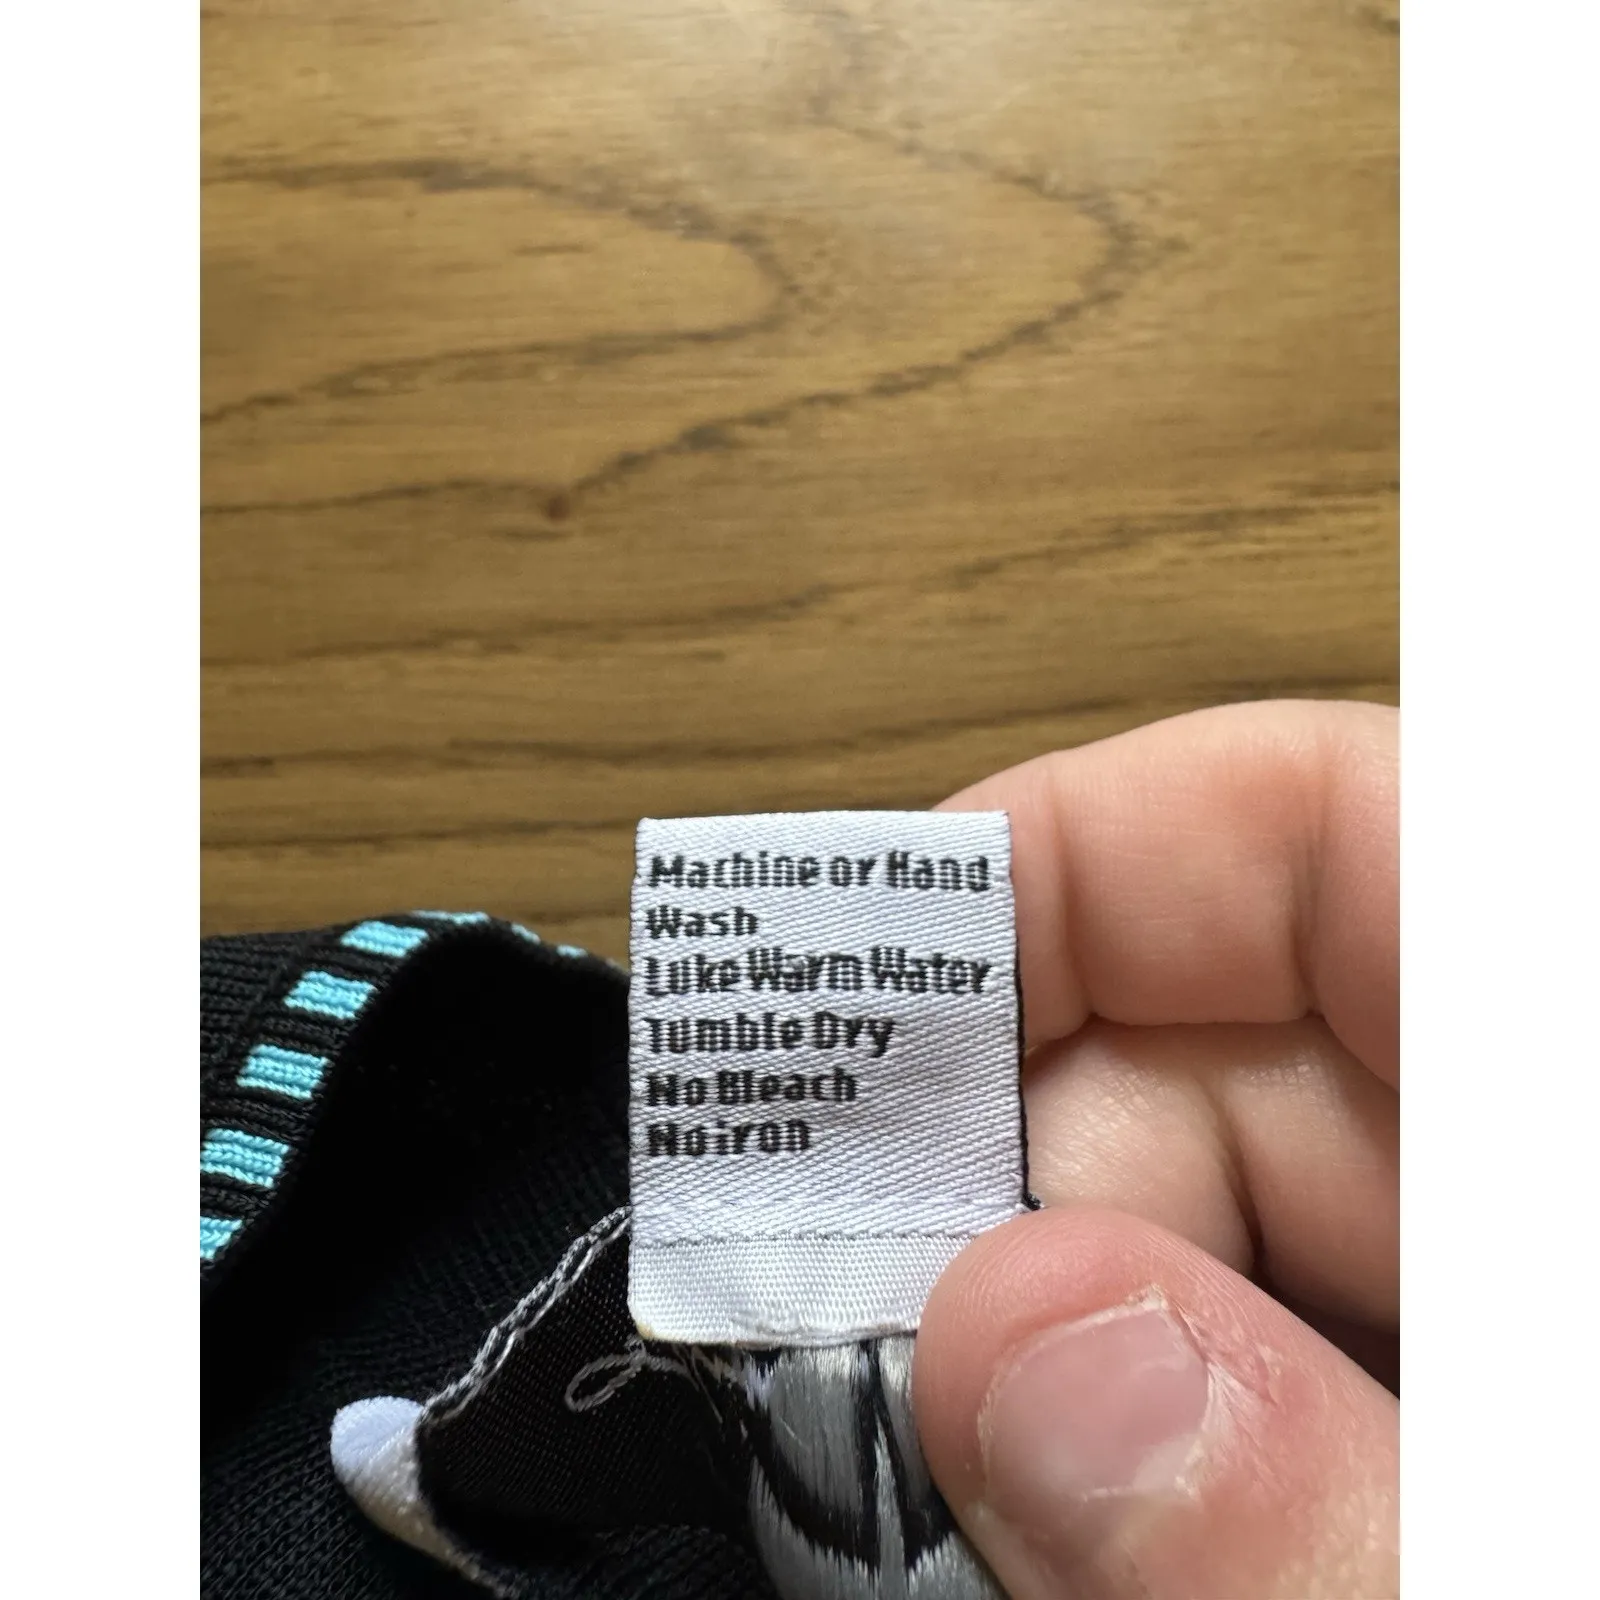 Machine or Hand
Wash
Luke Warm Water
Tumble Dry
No Bleach
No iron